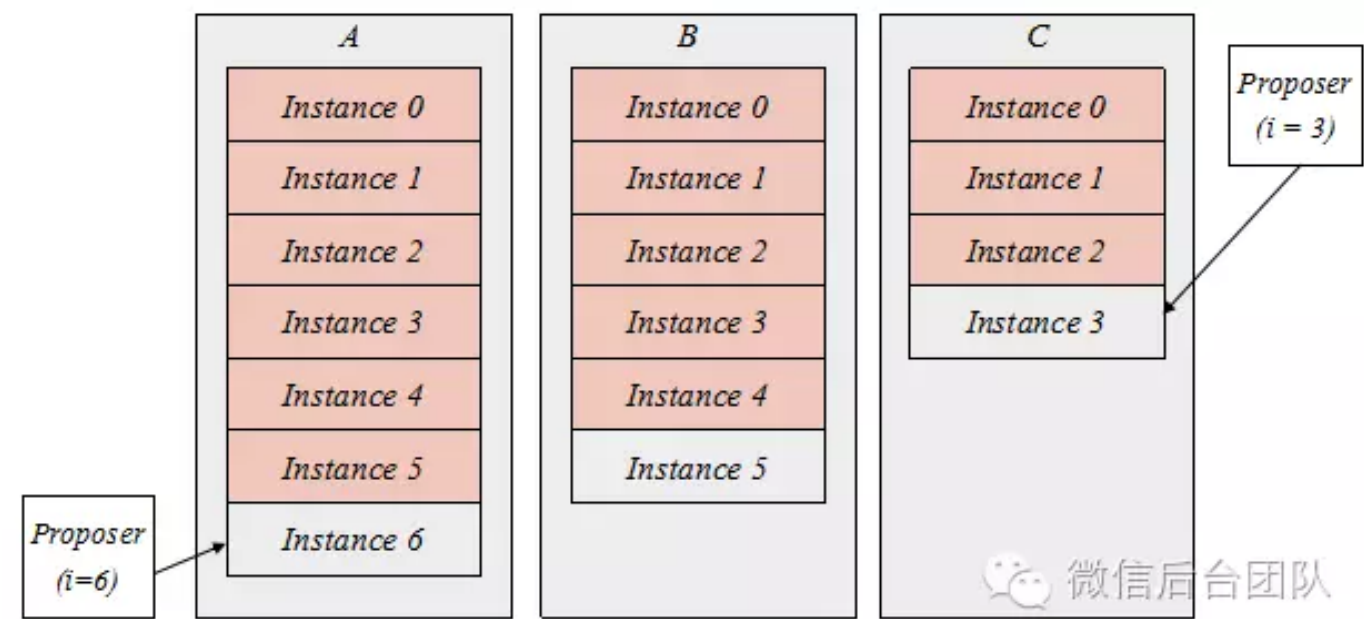 A
Instance 0
Instance 1
Instance 2
Instance 3
Instance 4
Instance 5
Instance 6
Proposer
(i=6)
B
Instance 0
Instance 1
Instance 2
Instance 3
Instance 4
Instance 5
C
Instance 0
Instance 1
Instance 2
Instance 3
Proposer
(i = 3)
微信后台团队